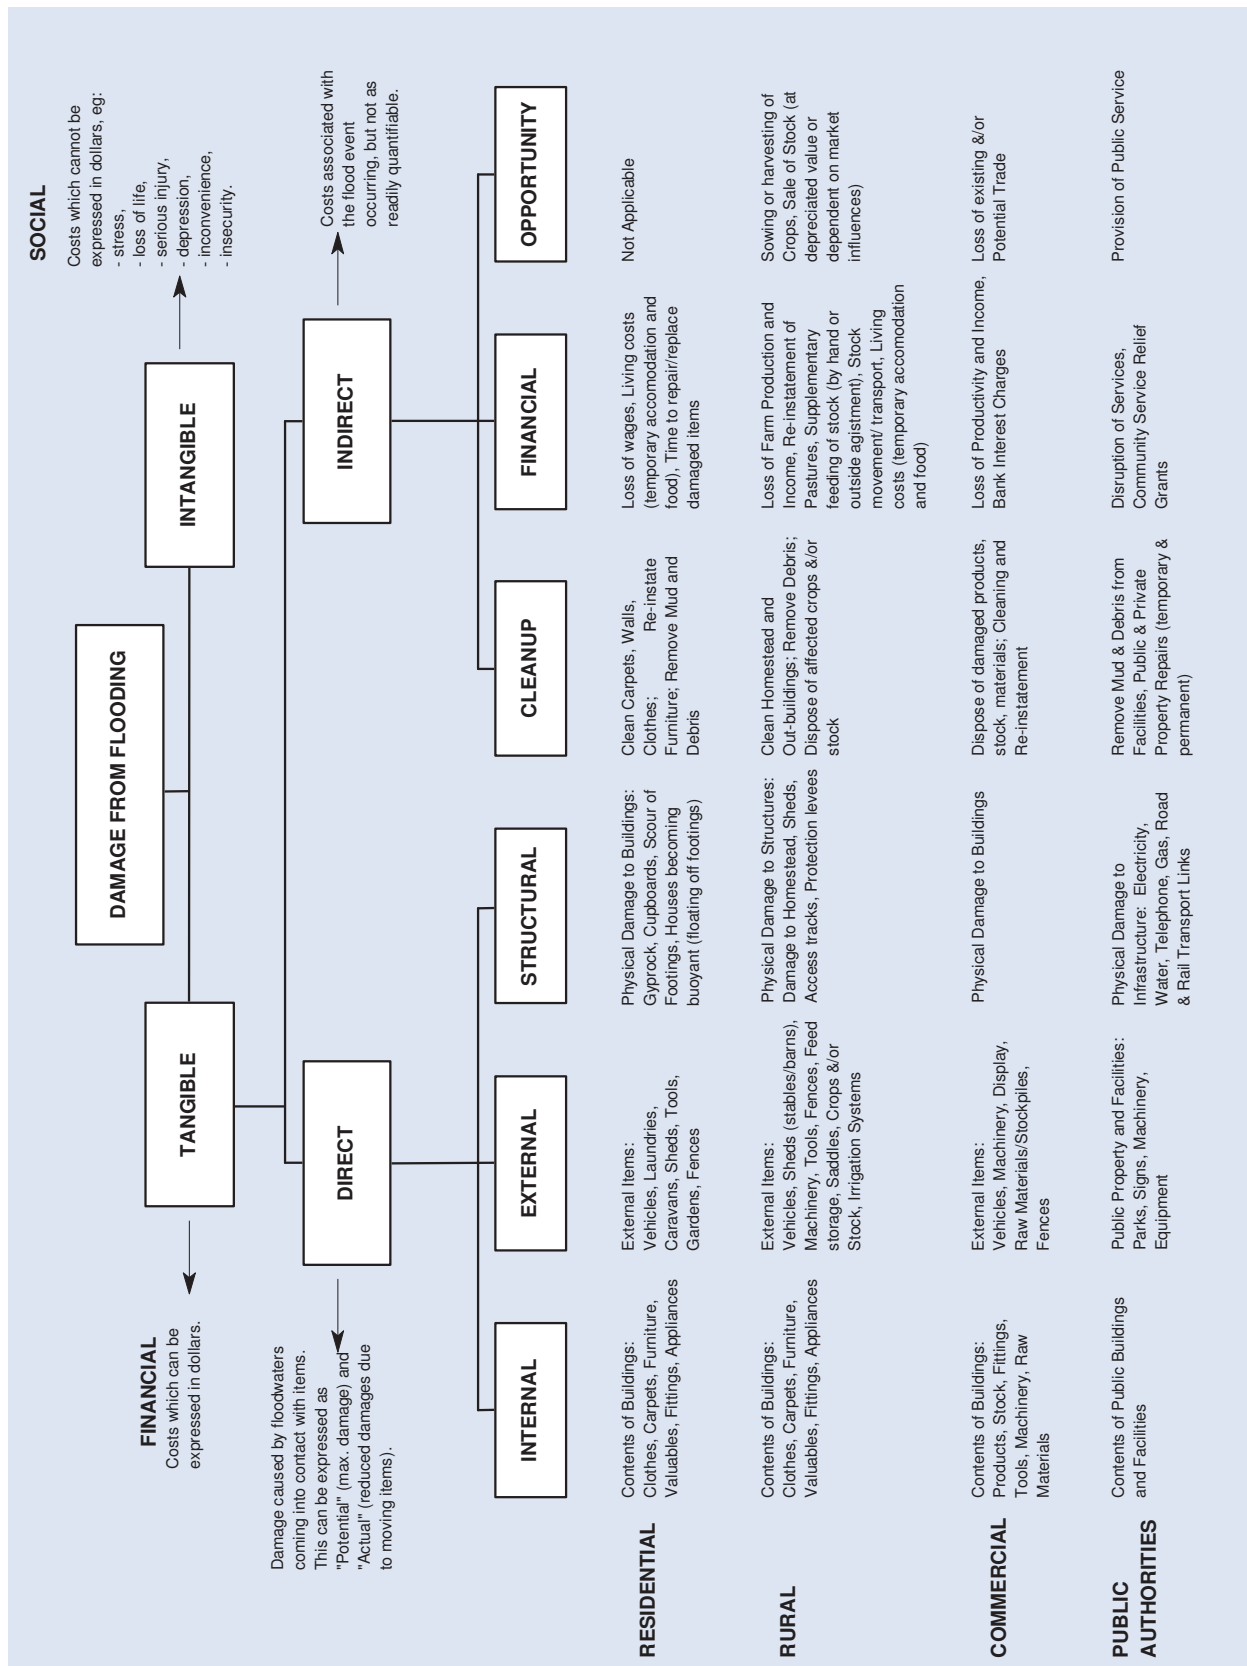 DAMAGE FROM FLOODING
SOCIAL
Costs which cannot be
expressed in dollars, eg:
- stress,
- loss of life,
- serious injury,
- depression,
- inconvenience,
- insecurity.
FINANCIAL
Costs which can be
expressed in dollars.
TANGIBLE
INTANGIBLE
Damage caused by floodwaters
coming into contact with items.
This can be expressed as
"Potential" (max. damage) and
"Actual" (reduced damages due
to moving items).
DIRECT
INDIRECT
Costs associated with
the flood event
occurring, but not as
readily quantifiable.
INTERNAL
EXTERNAL
STRUCTURAL
CLEANUP
FINANCIAL
OPPORTUNITY
RESIDENTIAL
Contents of Buildings:
Clothes, Carpets, Furniture,
Valuables, Fittings, Appliances
External Items:
Vehicles, Laundries,
Caravans, Sheds, Tools,
Gardens, Fences
Physical Damage to Buildings:
Gyprock, Cupboards, Scour of
Footings, Houses becoming
buoyant (floating off footings)
Clean Carpets, Walls,
Clothes; Re-instate
Furniture; Remove Mud and
Debris
Loss of wages, Living costs
(temporary accomodation and
food), Time to repair/replace
damaged items
Not Applicable
RURAL
Contents of Buildings:
Clothes, Carpets, Furniture,
Valuables, Fittings, Appliances
External Items:
Vehicles, Sheds (stables/barns),
Machinery, Tools, Fences, Feed
storage, Saddles, Crops &/or
Stock, Irrigation Systems
Physical Damage to Structures:
Damage to Homestead, Sheds,
Access tracks, Protection levees
Clean Homestead and
Out-buildings; Remove Debris;
Dispose of affected crops &/or
stock
Loss of Farm Production and
Income, Re-instatement of
Pastures, Supplementary
feeding of stock (by hand or
outside agistment), Stock
movement/ transport, Living
costs (temporary accomodation
and food)
Sowing or harvesting of
Crops, Sale of Stock (at
depreciated value or
dependent on market
influences)
COMMERCIAL
Contents of Buildings:
Products, Stock, Fittings,
Tools, Machinery, Raw
Materials
External Items:
Vehicles, Machinery, Display,
Raw Materials/Stockpiles,
Fences
Physical Damage to Buildings
Dispose of damaged products,
stock, materials; Cleaning and
Re-instatement
Loss of Productivity and Income,
Bank Interest Charges
Loss of existing &/or
Potential Trade
PUBLIC
AUTHORITIES
Contents of Public Buildings
and Facilities
Public Property and Facilities:
Parks, Signs, Machinery,
Equipment
Physical Damage to
Infrastructure: Electricity,
Water, Telephone, Gas, Road
& Rail Transport Links
Remove Mud & Debris from
Facilities, Public & Private
Property Repairs (temporary &
permanent)
Disruption of Services,
Community Service Relief
Grants
Provision of Public Service